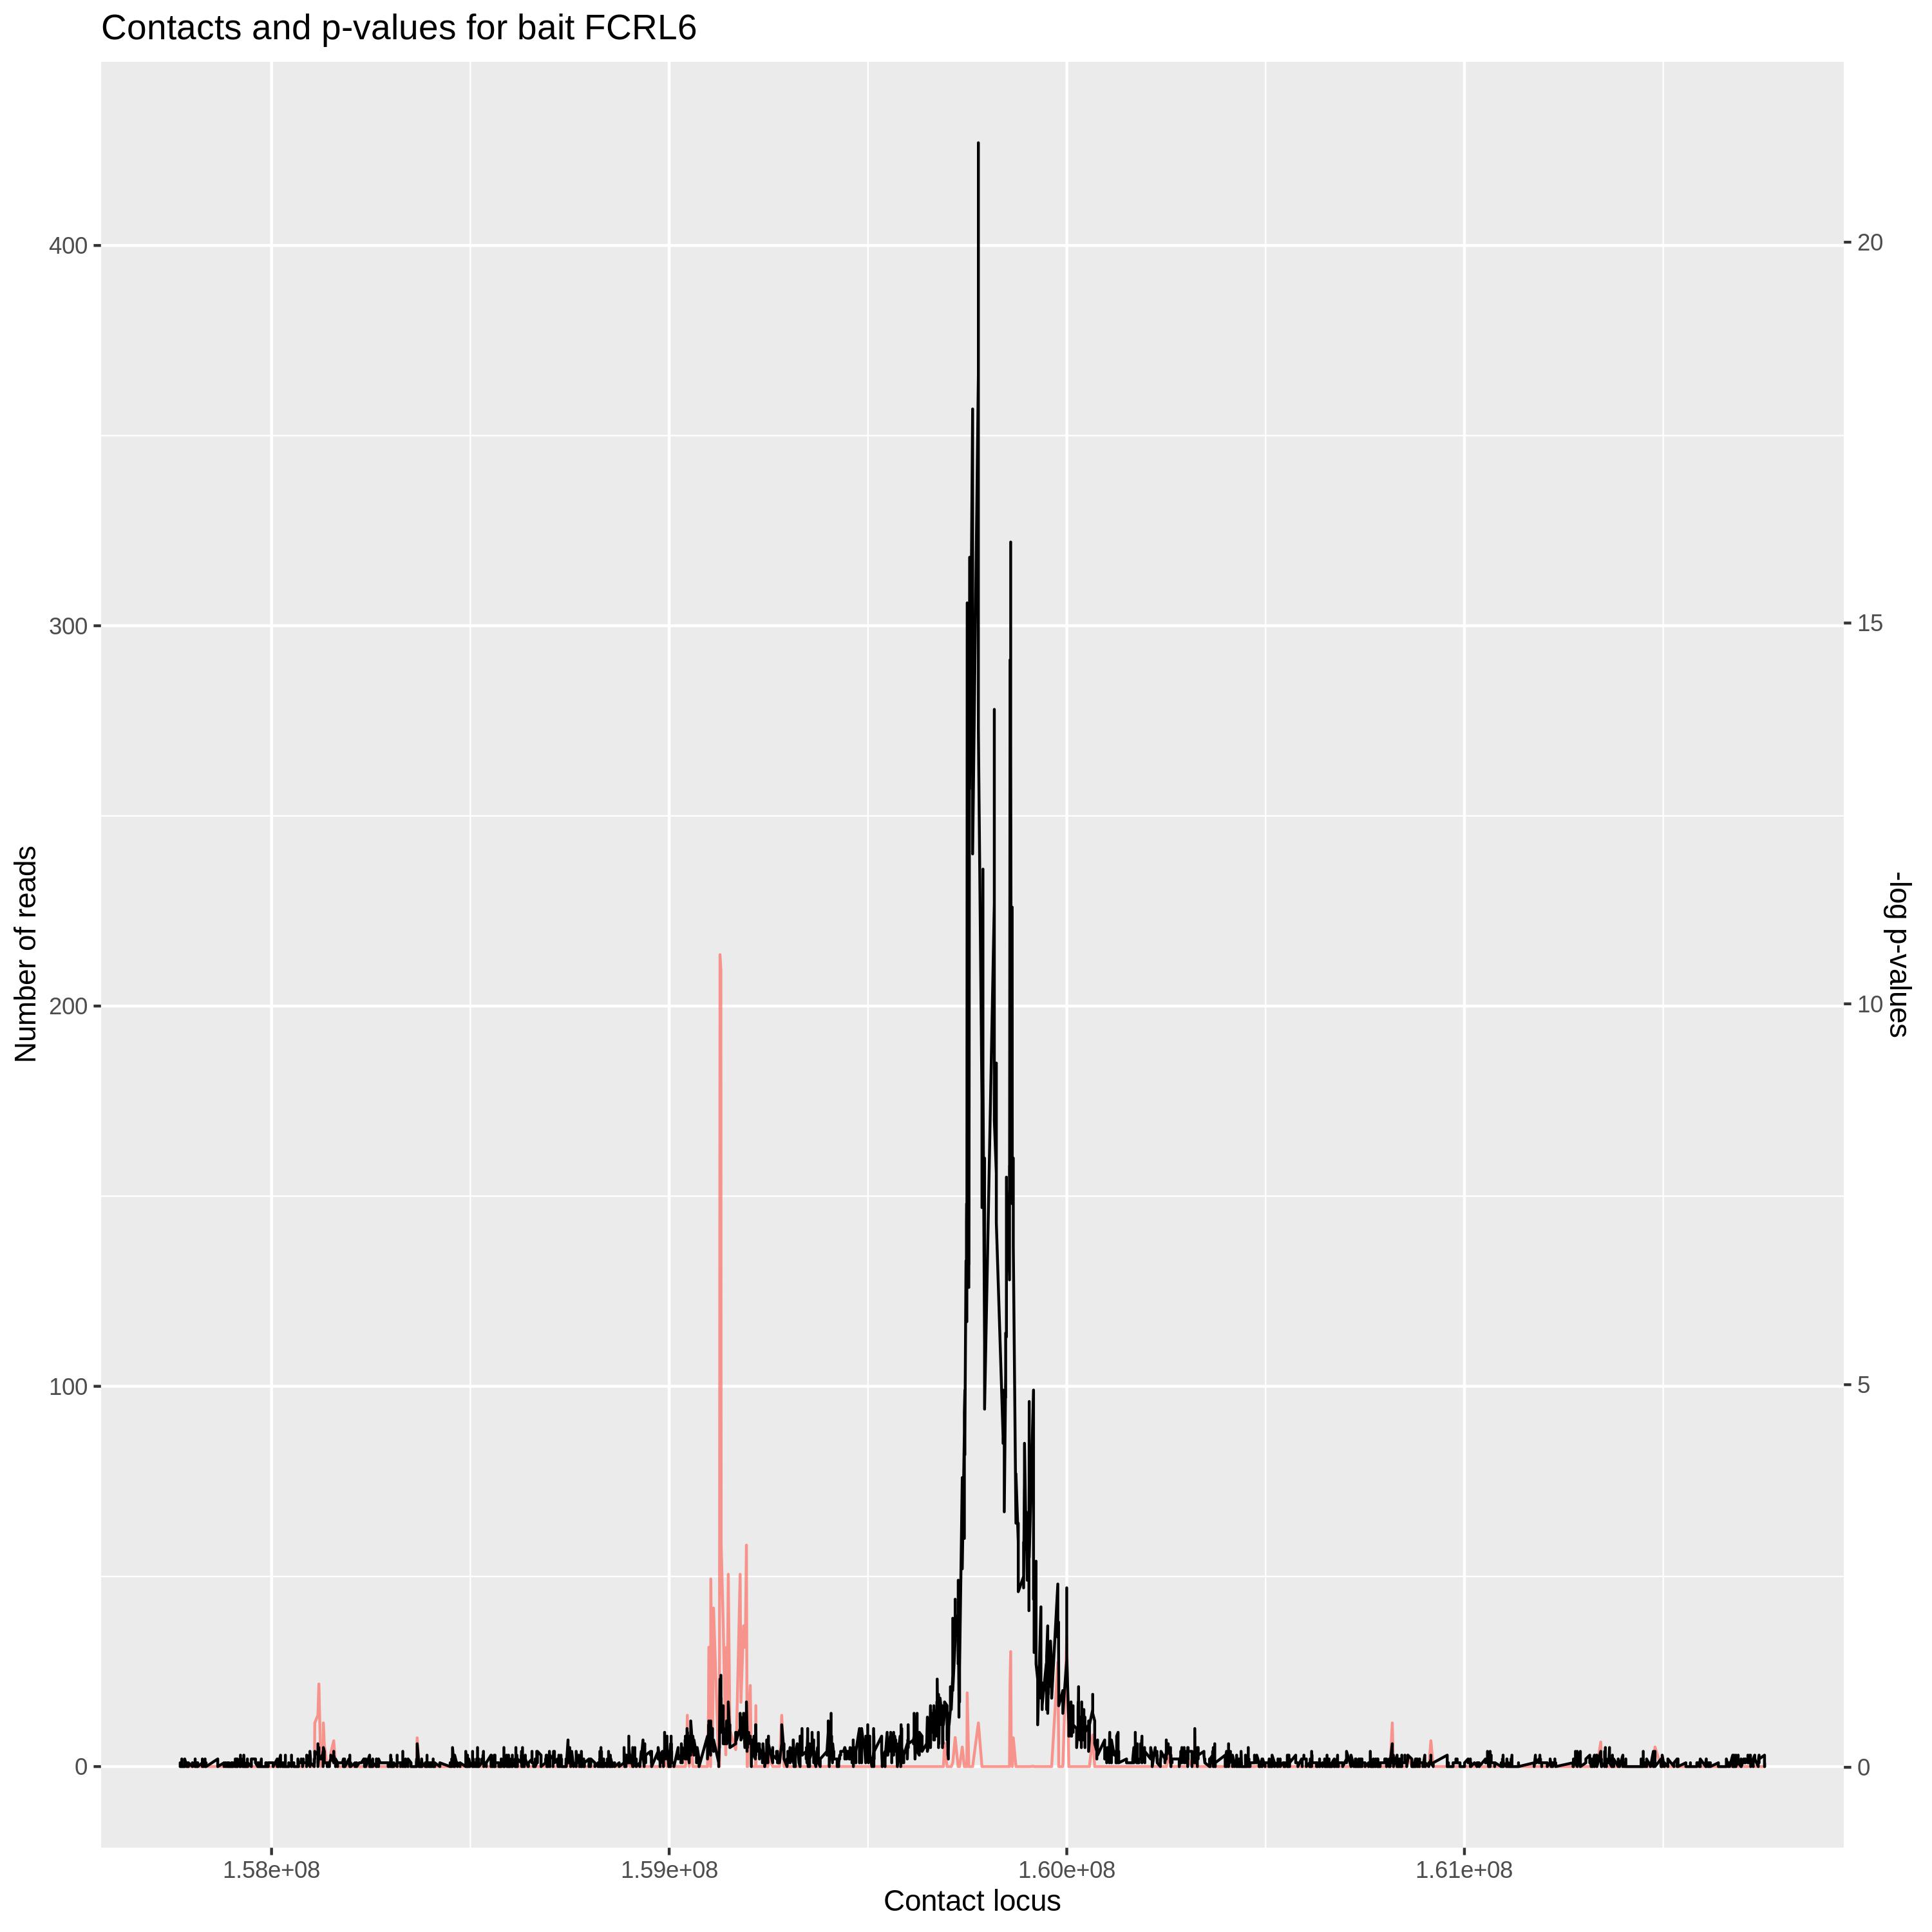 Contacts and p-values for bait FCRL6
400
300
200
100
0
Number of reads
20
15
10
5
0
-log p-values
1.58e+08
1.59e+08
1.60e+08
1.61e+08
Contact locus